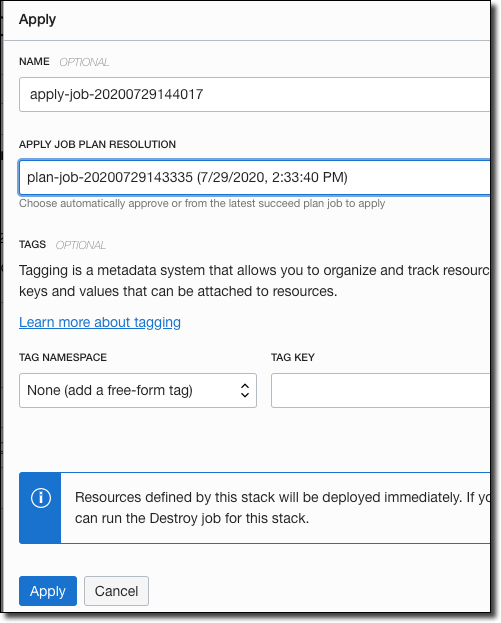 Apply
NAME OPTIONAL
apply-job-20200729144017
APPLY JOB PLAN RESOLUTION
plan-job-20200729143335 (7/29/2020, 2:33:40 PM)
Choose automatically approve or from the latest succeed plan job to apply
TAGS OPTIONAL
Tagging is a metadata system that allows you to organize and track resourc
keys and values that can be attached to resources.
Learn more about tagging
TAG NAMESPACE TAG KEY
None (add a free-form tag)
Resources defined by this stack will be deployed immediately. If yo
can run the Destroy job for this stack.
Apply Cancel